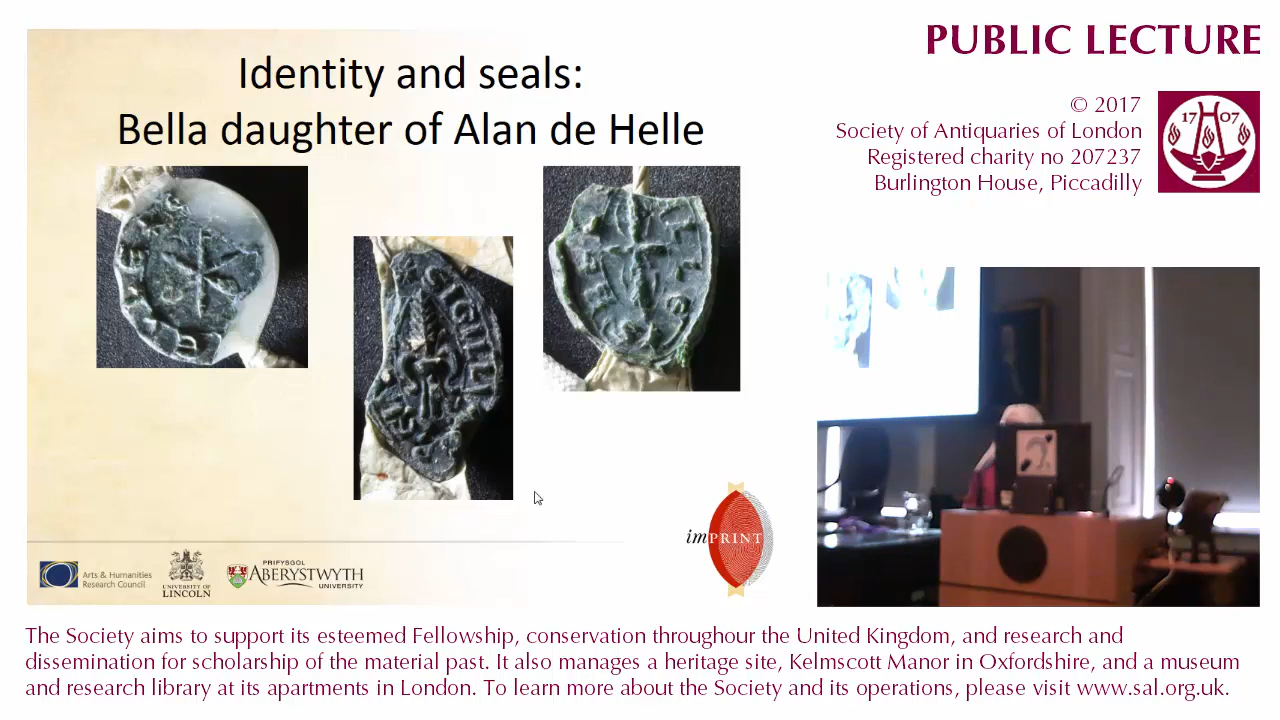 Identity and seals:
Bella daughter of Alan de Helle
SIGILL
imPRINT
Arts & Humanities
Research Council
UNIVERSITY OF
LINCOLN
PRIFYSGOL
ABERYSTWYTH
UNIVERSITY
PUBLIC LECTURE
© 2017
Society of Antiquaries of London
Registered charity no 207237
Burlington House, Piccadilly
17 07
The Society aims to support its esteemed Fellowship, conservation throughour the United Kingdom, and research and
dissemination for scholarship of the material past. It also manages a heritage site, Kelmscott Manor in Oxfordshire, and a museum
and research library at its apartments in London. To learn more about the Society and its operations, please visit www.sal.org.uk.